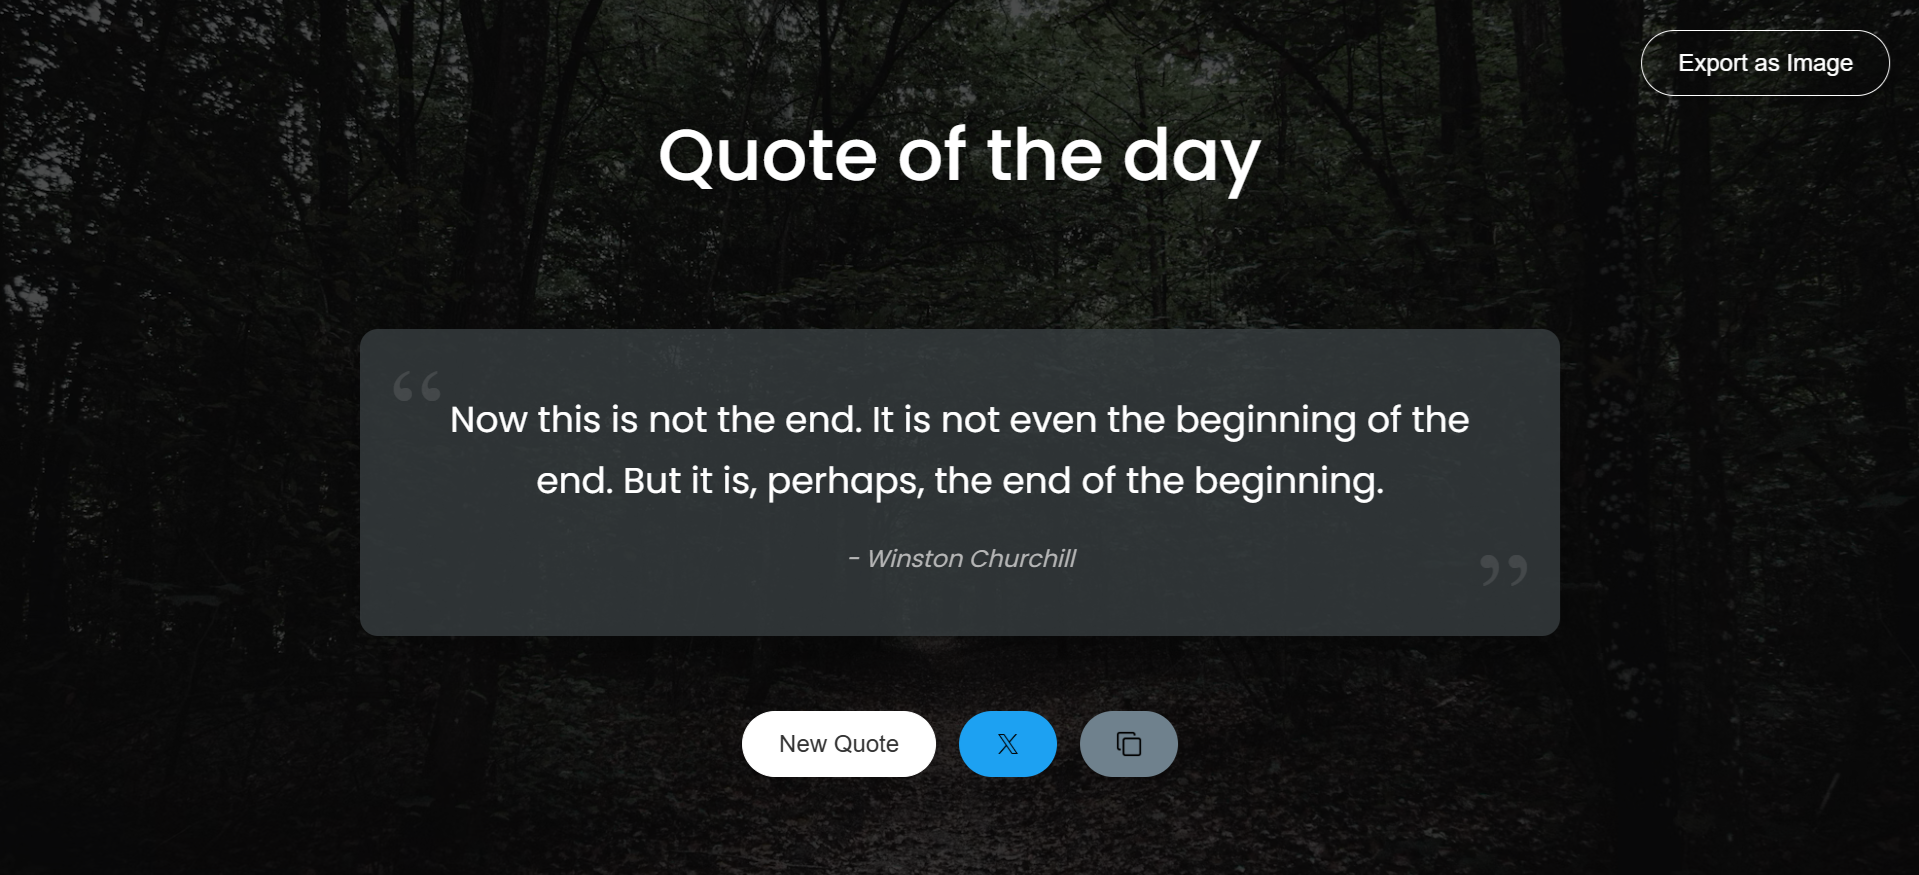 Export as Image
Quote of the day
“
Now this is not the end. It is not even the beginning of the
end. But it is, perhaps, the end of the beginning.
- Winston Churchill
”
New Quote